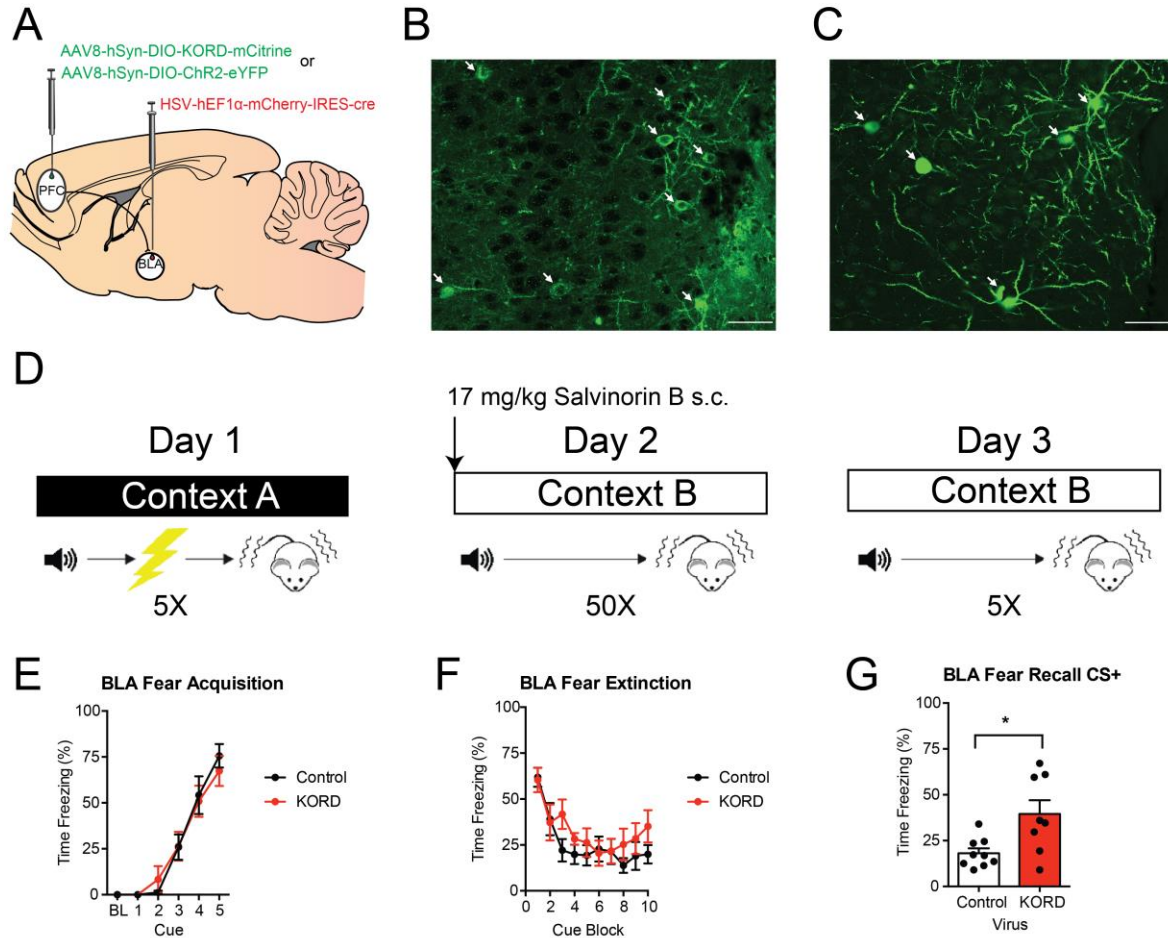 A
AAV8-hSyn-DIO-KORD-mCitrine or
AAV8-hSyn-DIO-ChR2-eYFP
HSV-hEF1α-mCherry-IRES-cre
PFC
BLA
B
C
D
17 mg/kg Salvinorin B s.c.
Day 1
Day 2
Day 3
Context A
Context B
Context B
5X
50X
5X
E
BLA Fear Acquisition
Time Freezing (%)
100
75
50
25
0
BL 1 2 3 4 5
Cue
Control
KORD
F
BLA Fear Extinction
Time Freezing (%)
100
75
50
25
0
0 2 4 6 8 10
Cue Block
Control
KORD
G
BLA Fear Recall CS+
Time Freezing (%)
100
75
50
25
0
*
Control KORD
Virus